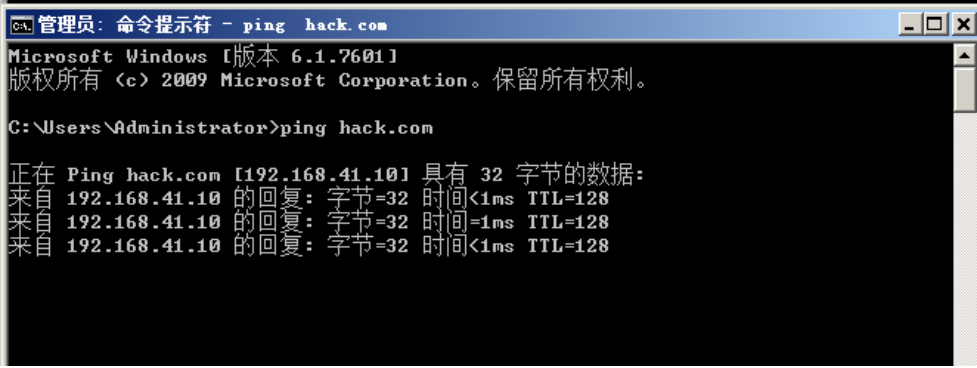 管理员: 命令提示符 - ping  hack.com
Microsoft Windows [版本 6.1.7601]
版权所有 (c) 2009 Microsoft Corporation。保留所有权利。
C:\Users\Administrator>ping hack.com
正在 Ping hack.com [192.168.41.10] 具有 32 字节的数据:
来自 192.168.41.10 的回复: 字节=32 时间<1ms TTL=128
来自 192.168.41.10 的回复: 字节=32 时间=1ms TTL=128
来自 192.168.41.10 的回复: 字节=32 时间<1ms TTL=128